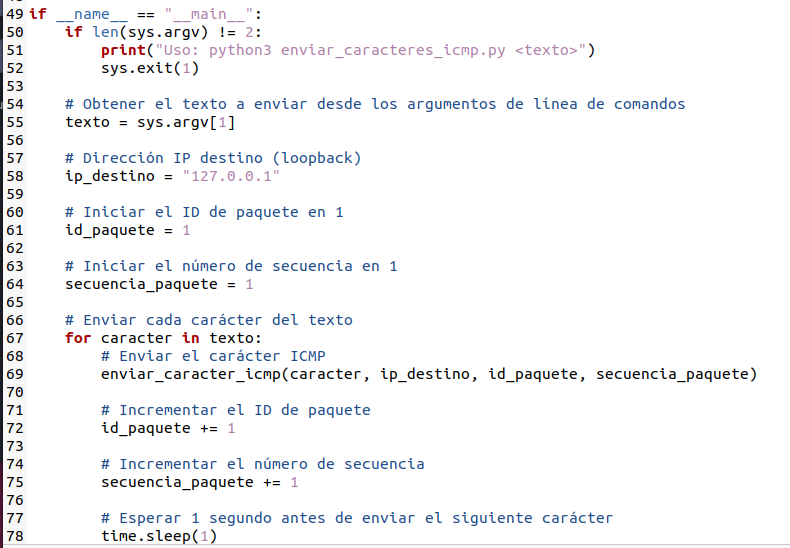 49 if __name__ == "__main__":
50     if len(sys.argv) != 2:
51         print("Uso: python3 enviar_caracteres_icmp.py <texto>")
52         sys.exit(1)
53
54     # Obtener el texto a enviar desde los argumentos de línea de comandos
55     texto = sys.argv[1]
56
57     # Dirección IP destino (loopback)
58     ip_destino = "127.0.0.1"
59
60     # Iniciar el ID de paquete en 1
61     id_paquete = 1
62
63     # Iniciar el número de secuencia en 1
64     secuencia_paquete = 1
65
66     # Enviar cada carácter del texto
67     for caracter in texto:
68         # Enviar el carácter ICMP
69         enviar_caracter_icmp(caracter, ip_destino, id_paquete, secuencia_paquete)
70
71         # Incrementar el ID de paquete
72         id_paquete += 1
73
74         # Incrementar el número de secuencia
75         secuencia_paquete += 1
76
77         # Esperar 1 segundo antes de enviar el siguiente carácter
78         time.sleep(1)